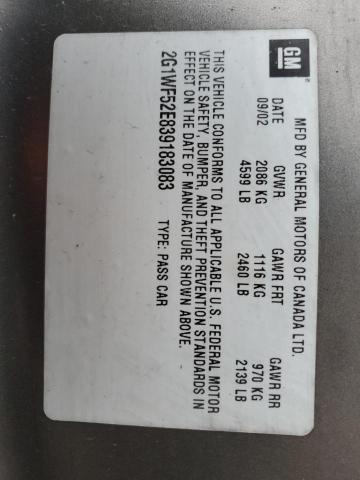 GM
MFD BY GENERAL MOTORS OF CANADA LTD.
DATE GVWR GAWR FRT GAWR RR
09/02 2086 KG 1116 KG 970 KG
4599 LB 2460 LB 2139 LB
THIS VEHICLE CONFORMS TO ALL APPLICABLE U.S. FEDERAL MOTOR
VEHICLE SAFETY, BUMPER, AND THEFT PREVENTION STANDARDS IN
EFFECT ON THE DATE OF MANUFACTURE SHOWN ABOVE.
2G1WF52E839183083 TYPE: PASS CAR